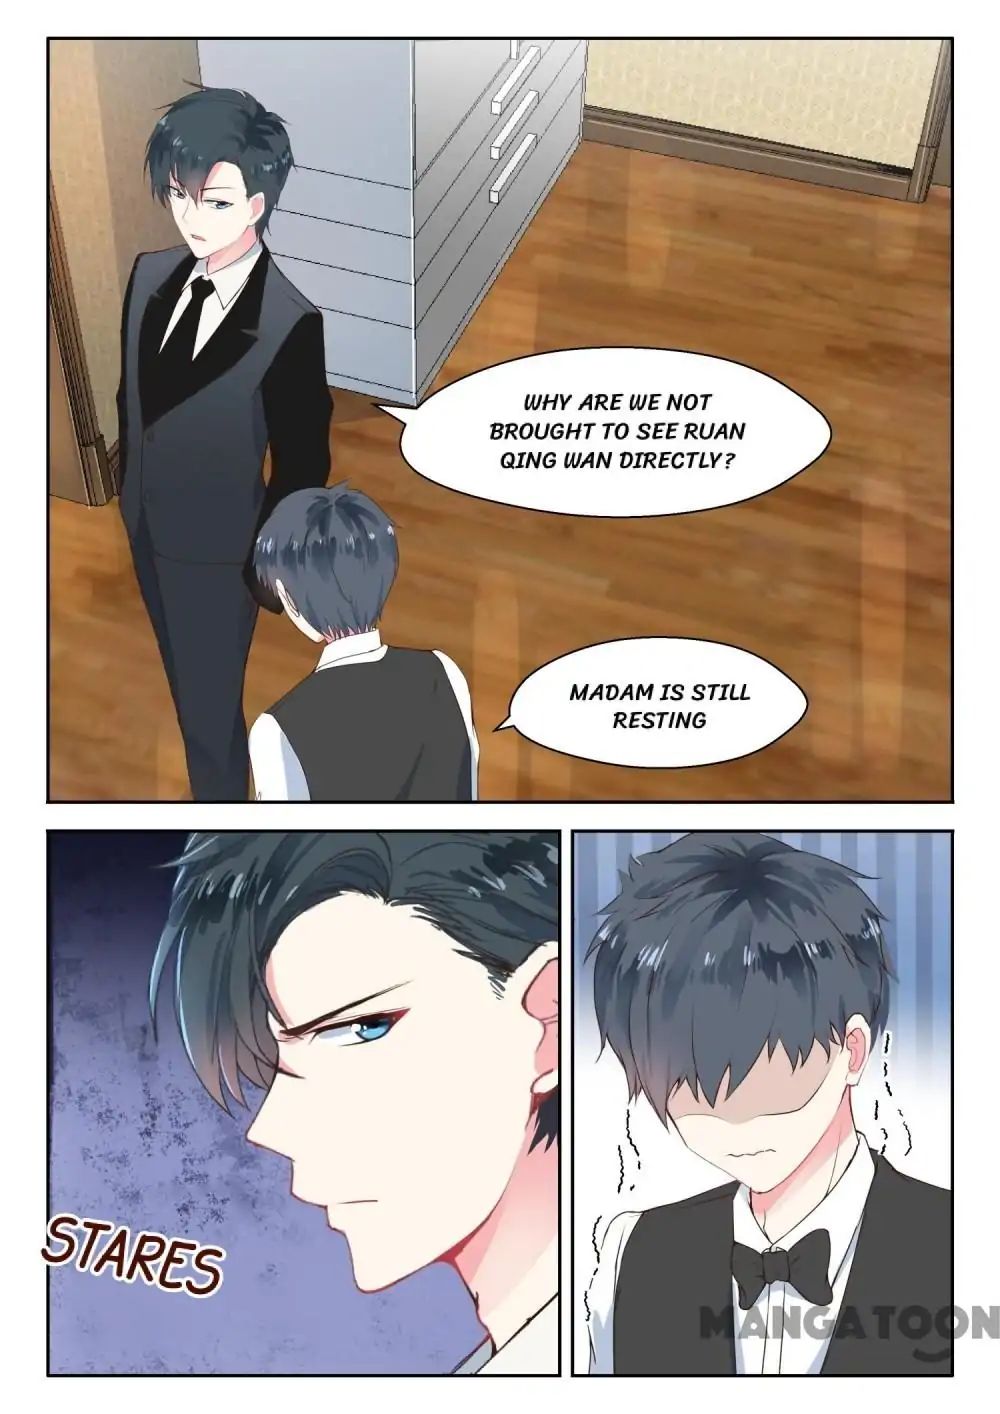 WHY ARE WE NOT
BROUGHT TO SEE RUAN
QING WAN DIRECTLY?
MADAM IS STILL
RESTING
STARES
MANGATOON